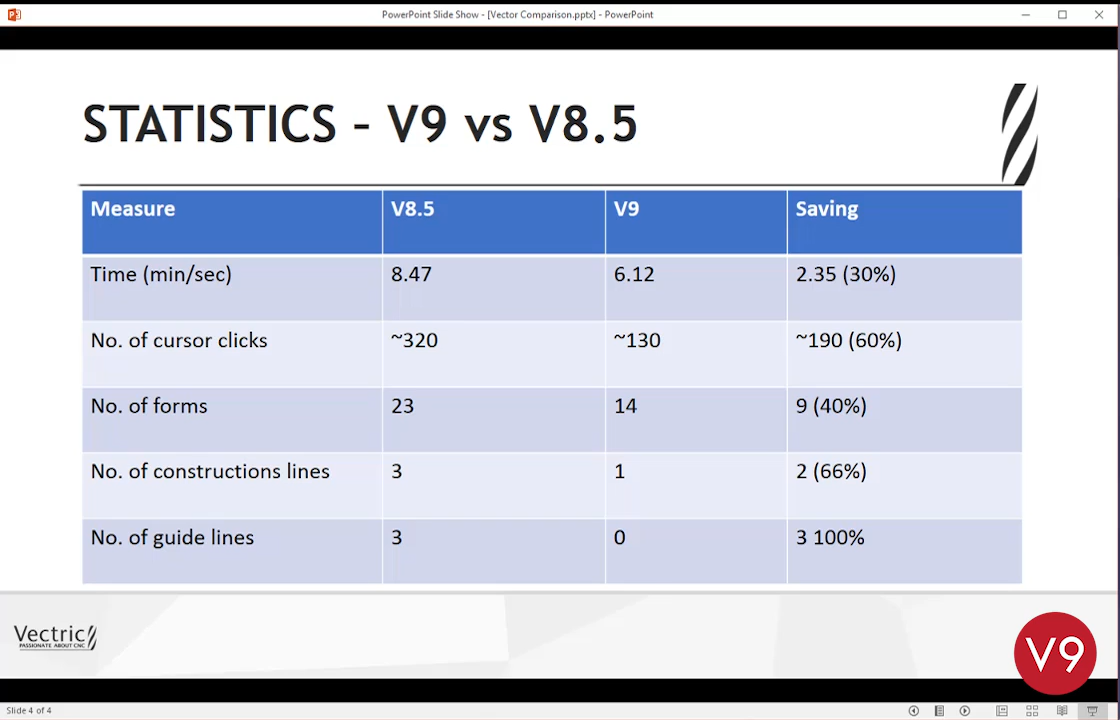 PowerPoint Slide Show - [Vector Comparison.pptx] - PowerPoint
STATISTICS - V9 vs V8.5
Measure V8.5 V9 Saving
Time (min/sec) 8.47 6.12 2.35 (30%)
No. of cursor clicks ~320 ~130 ~190 (60%)
No. of forms 23 14 9 (40%)
No. of constructions lines 3 1 2 (66%)
No. of guide lines 3 0 3 100%
Vectric
PASSIONATE ABOUT CNC
V9
Slide 4 of 4